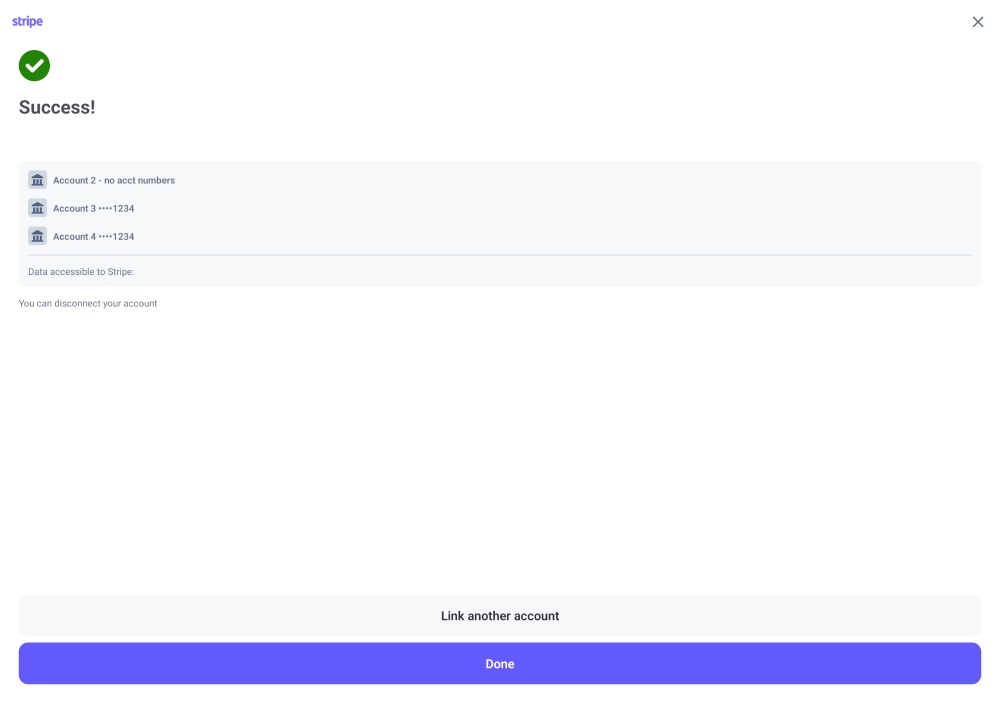 stripe
Success!
Account 2 - no acct numbers
Account 3 ••••1234
Account 4 ••••1234
Data accessible to Stripe:
You can disconnect your account
Link another account
Done